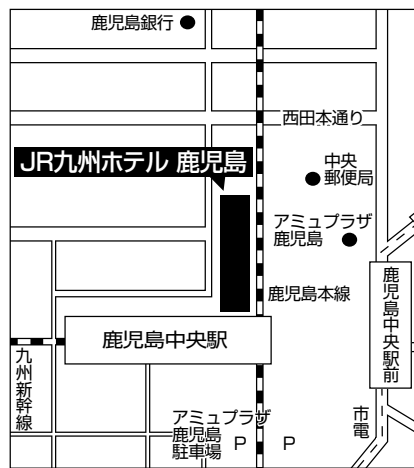 鹿児島銀行
西田本通り
JR九州ホテル 鹿児島
中央
郵便局
アミュプラザ
鹿児島
鹿児島本線
鹿児島中央駅前
鹿児島中央駅
九州新幹線
アミュプラザ
鹿児島
駐車場
P
P
市電